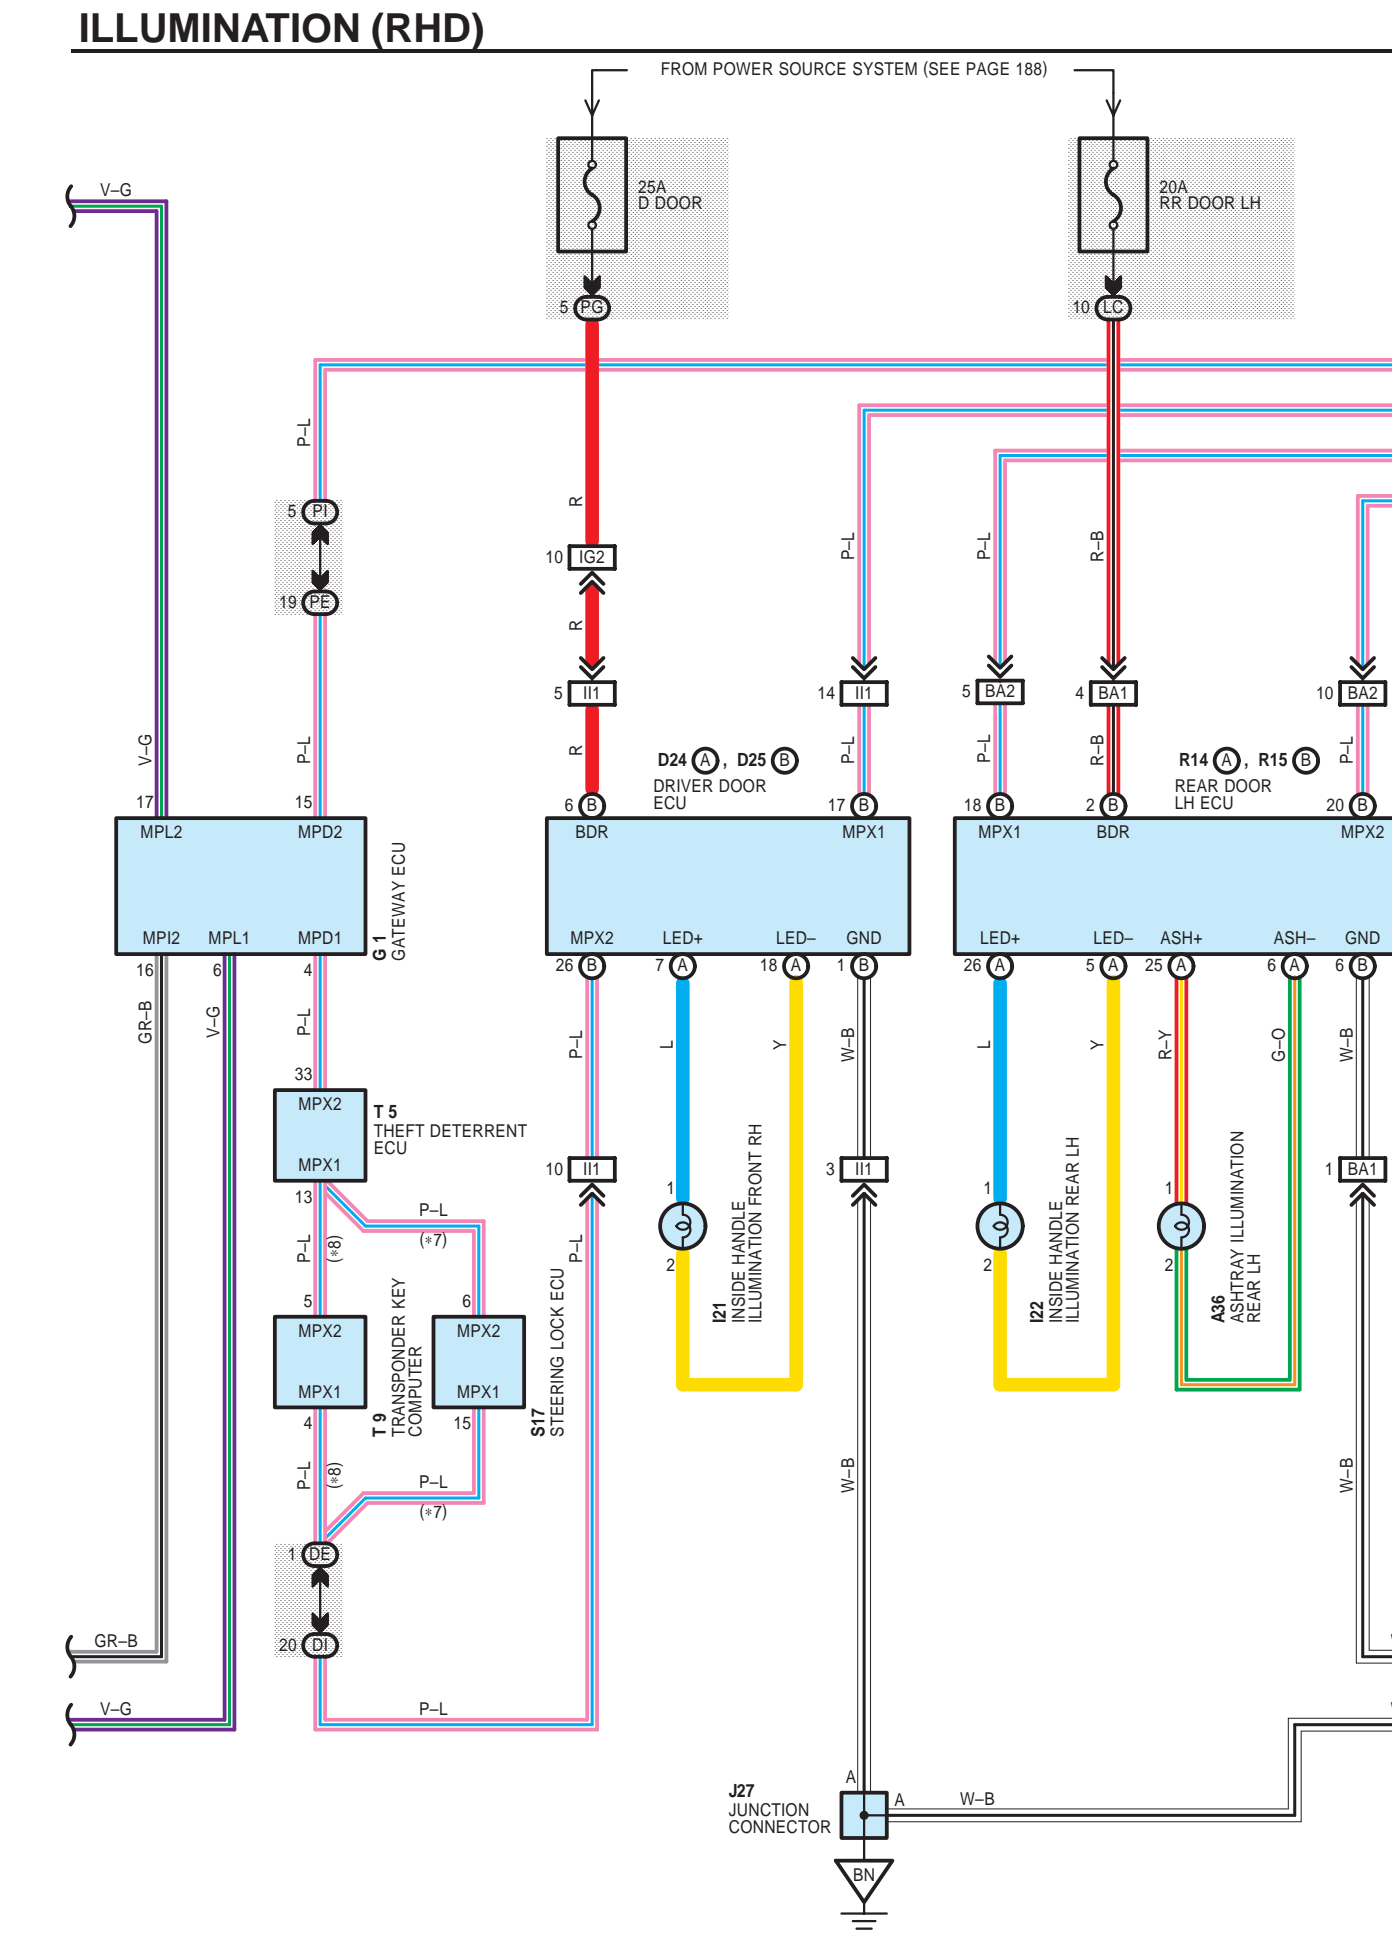 ILLUMINATION (RHD)
FROM POWER SOURCE SYSTEM (SEE PAGE 188)
25A
D DOOR
20A
RR DOOR LH
V–G
5 PG
10 LC
P–L
5 PI
19 PE
R
10 IG2
R
P–L
P–L
R–B
5 II1
14 II1
5 BA2
4 BA1
10 BA2
V–G
P–L
R
P–L
P–L
R–B
P–L
D24 A , D25 B
DRIVER DOOR
ECU
R14 A , R15 B
REAR DOOR
LH ECU
17
15
6 B
17 B
18 B
2 B
20 B
MPL2
MPD2
BDR
MPX1
MPX1
BDR
MPX2
G 1
GATEWAY ECU
MPI2
MPL1
MPD1
MPX2
LED+
LED–
GND
LED+
LED–
ASH+
ASH–
GND
16
6
4
26 B
7 A
18 A
1 B
26 A
5 A
25 A
6 A
6 B
GR–B
V–G
P–L
P–L
L
Y
W–B
L
Y
R–Y
G–O
W–B
33
MPX2
MPX1
T 5
THEFT DETERRENT
ECU
13
10 II1
3 II1
1 BA1
P–L
(*8)
P–L
(*7)
P–L
1
2
I21
INSIDE HANDLE
ILLUMINATION FRONT RH
1
2
I22
INSIDE HANDLE
ILLUMINATION REAR LH
1
2
A36
ASHTRAY ILLUMINATION
REAR LH
5
MPX2
MPX1
4
T 9
TRANSPONDER KEY
COMPUTER
6
MPX2
MPX1
15
S17
STEERING LOCK ECU
P–L
(*8)
P–L
(*7)
W–B
W–B
1 DE
20 DI
GR–B
V–G
P–L
J27
JUNCTION
CONNECTOR
A
A
W–B
BN